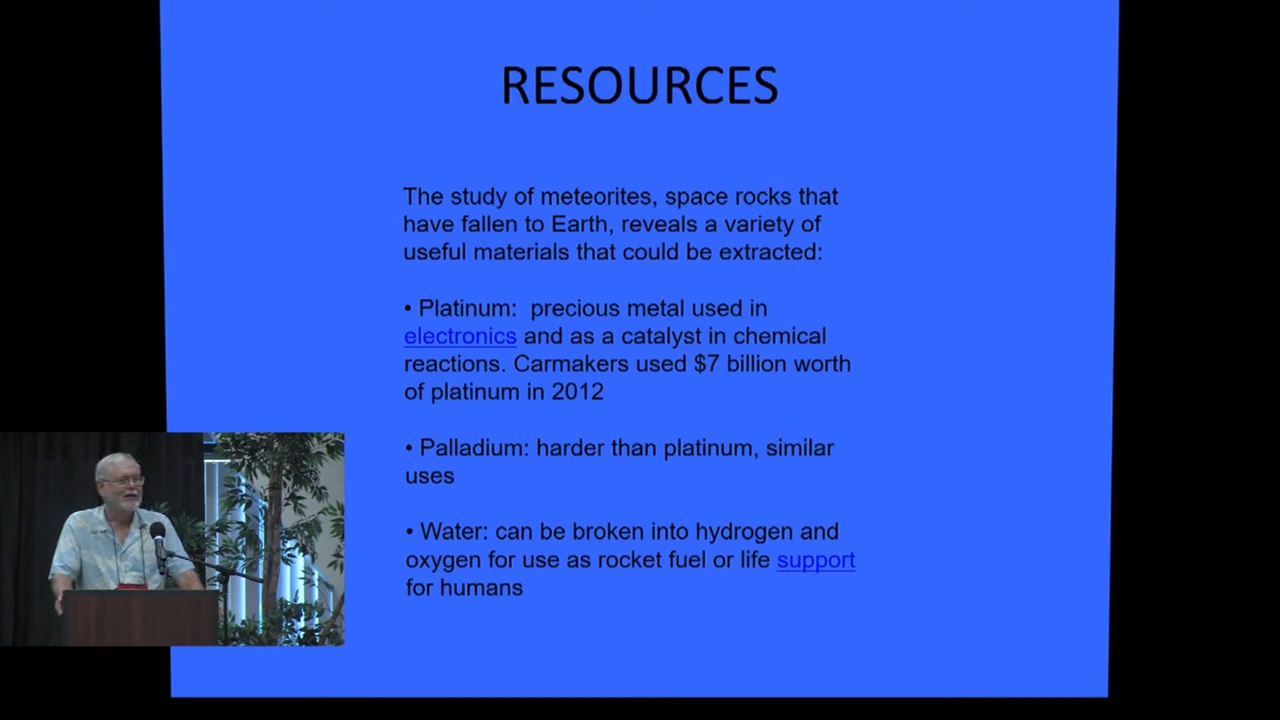 RESOURCES
The study of meteorites, space rocks that
have fallen to Earth, reveals a variety of
useful materials that could be extracted:
• Platinum:  precious metal used in
electronics and as a catalyst in chemical
reactions. Carmakers used $7 billion worth
of platinum in 2012
• Palladium: harder than platinum, similar
uses
• Water: can be broken into hydrogen and
oxygen for use as rocket fuel or life support
for humans